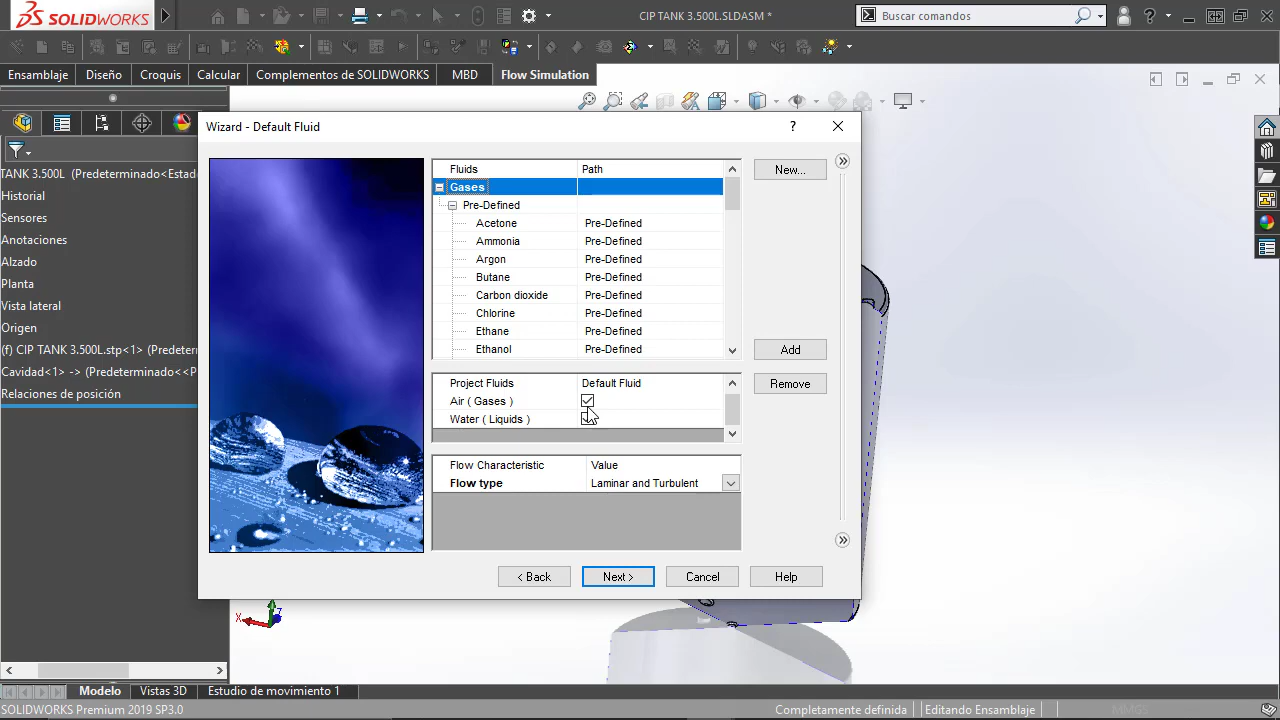 SOLIDWORKS
CIP TANK 3.500L.SLDASM *
Buscar comandos
?
Ensamblaje
Diseño
Croquis
Calcular
Complementos de SOLIDWORKS
MBD
Flow Simulation
TANK 3.500L (Predeterminado<Estad
Historial
Sensores
Anotaciones
Alzado
Planta
Vista lateral
Origen
(f) CIP TANK 3.500L.stp<1> (Predetern
Cavidad<1> -> (Predeterminado<<P
Relaciones de posición
Wizard - Default Fluid
?
Fluids Path
Gases
Pre-Defined
Acetone Pre-Defined
Ammonia Pre-Defined
Argon Pre-Defined
Butane Pre-Defined
Carbon dioxide Pre-Defined
Chlorine Pre-Defined
Ethane Pre-Defined
Ethanol Pre-Defined
New...
Add
Remove
Project Fluids Default Fluid
Air ( Gases )
Water ( Liquids )
Flow Characteristic Value
Flow type Laminar and Turbulent
< Back
Next >
Cancel
Help
X
Z
Modelo
Vistas 3D
Estudio de movimiento 1
SOLIDWORKS Premium 2019 SP3.0
Completamente definida
Editando Ensamblaje
MMGS